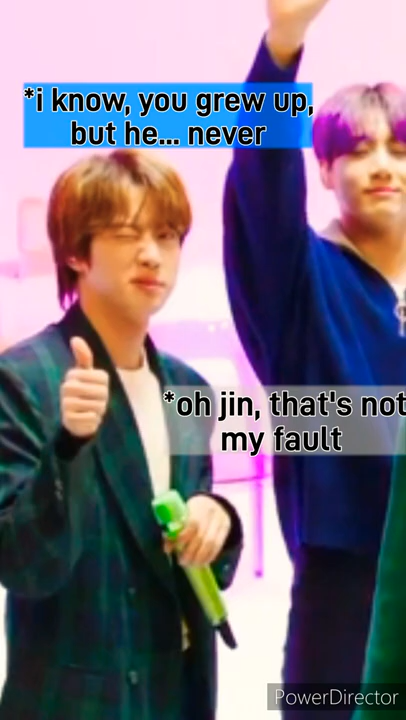 *i know, you grew up,
but he... never
*oh jin, that's not
my fault
PowerDirector